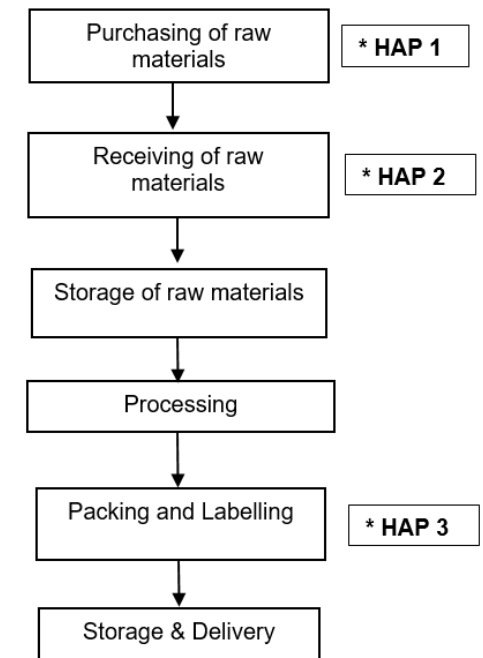 Purchasing of raw
materials
* HAP 1
Receiving of raw
materials
* HAP 2
Storage of raw materials
Processing
Packing and Labelling
* HAP 3
Storage & Delivery